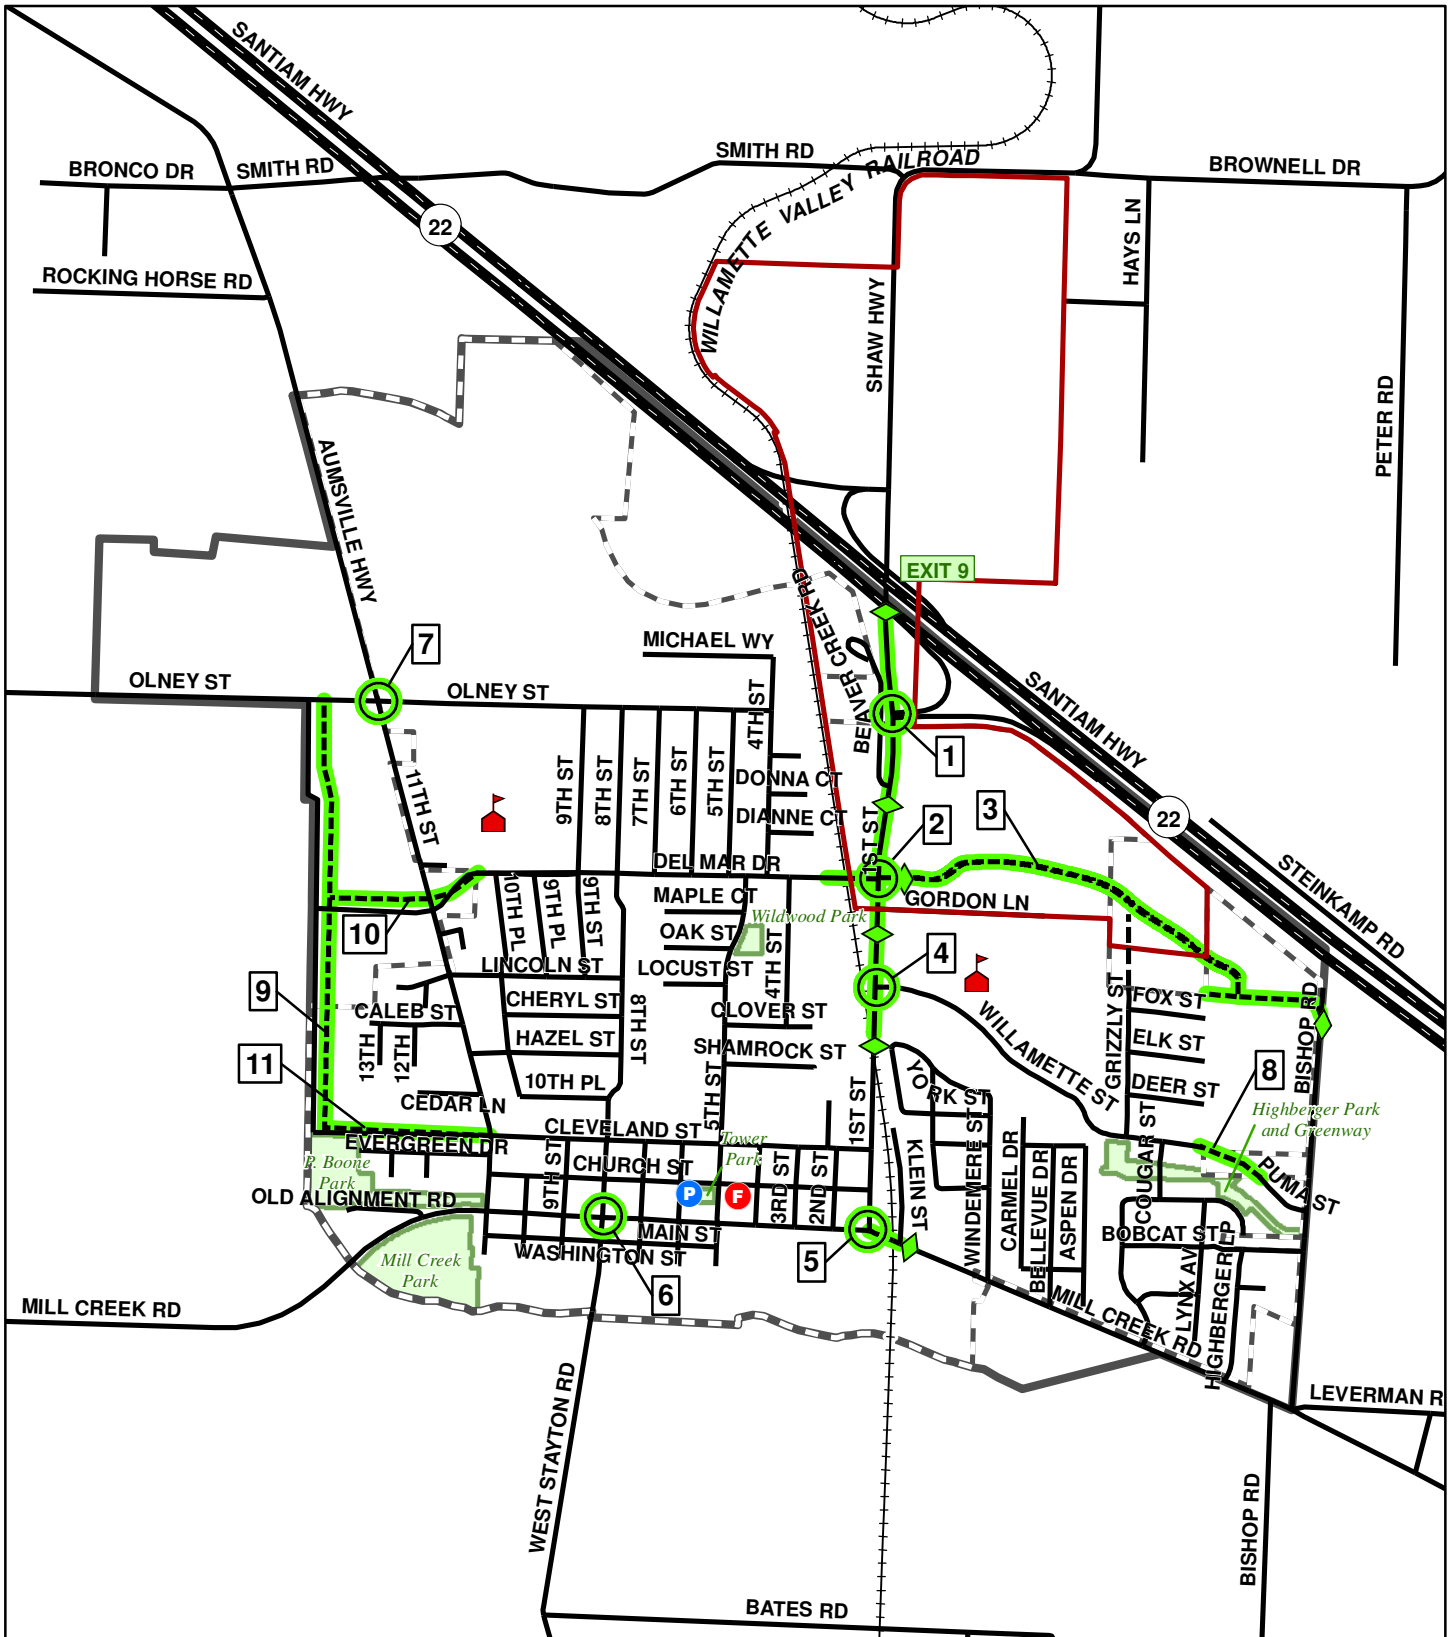 SANTIAM HWY
SMITH RD
BRONCO DR
SMITH RD
WILLAMETTE VALLEY RAILROAD
BROWNELL DR
22
ROCKING HORSE RD
HAYS LN
SHAW HWY
PETER RD
AUMSVILLE HWY
EXIT 9
BEAVER CREEK RD
MICHAEL WY
7
OLNEY ST
OLNEY ST
SANTIAM HWY
4TH ST
1
11TH ST
9TH ST
8TH ST
7TH ST
6TH ST
5TH ST
DONNA CT
DIANNE CT
1ST ST
2
3
22
STEINKAMP RD
DEL MAR DR
MAPLE CT
GORDON LN
Wildwood Park
10TH PL
9TH PL
9TH ST
10
OAK ST
4TH ST
4
LINCOLN ST
LOCUST ST
9
CHERYL ST
8TH ST
CALEB ST
CLOVER ST
WILLAMETTE ST
GRIZZLY ST
FOX ST
BISHOP RD
HAZEL ST
SHAMROCK ST
ELK ST
13TH
12TH
11
10TH PL
5TH ST
1ST ST
YORK ST
DEER ST
8
CEDAR LN
CLEVELAND ST
Highberger Park
and Greenway
EVERGREEN DR
Tower
Park
P. Boone
Park
CHURCH ST
9TH ST
3RD ST
2ND ST
KLEIN ST
WINDEMERE ST
CARMEL DR
BELLEVUE DR
ASPEN DR
COUGAR ST
PUMA ST
OLD ALIGNMENT RD
P
F
MAIN ST
WASHINGTON ST
BOBCAT ST
Mill Creek
Park
5
6
LYNX AV
HIGHBERGER LP
MILL CREEK RD
MILL CREEK RD
LEVERMAN R
WEST STAYTON RD
BISHOP RD
BATES RD